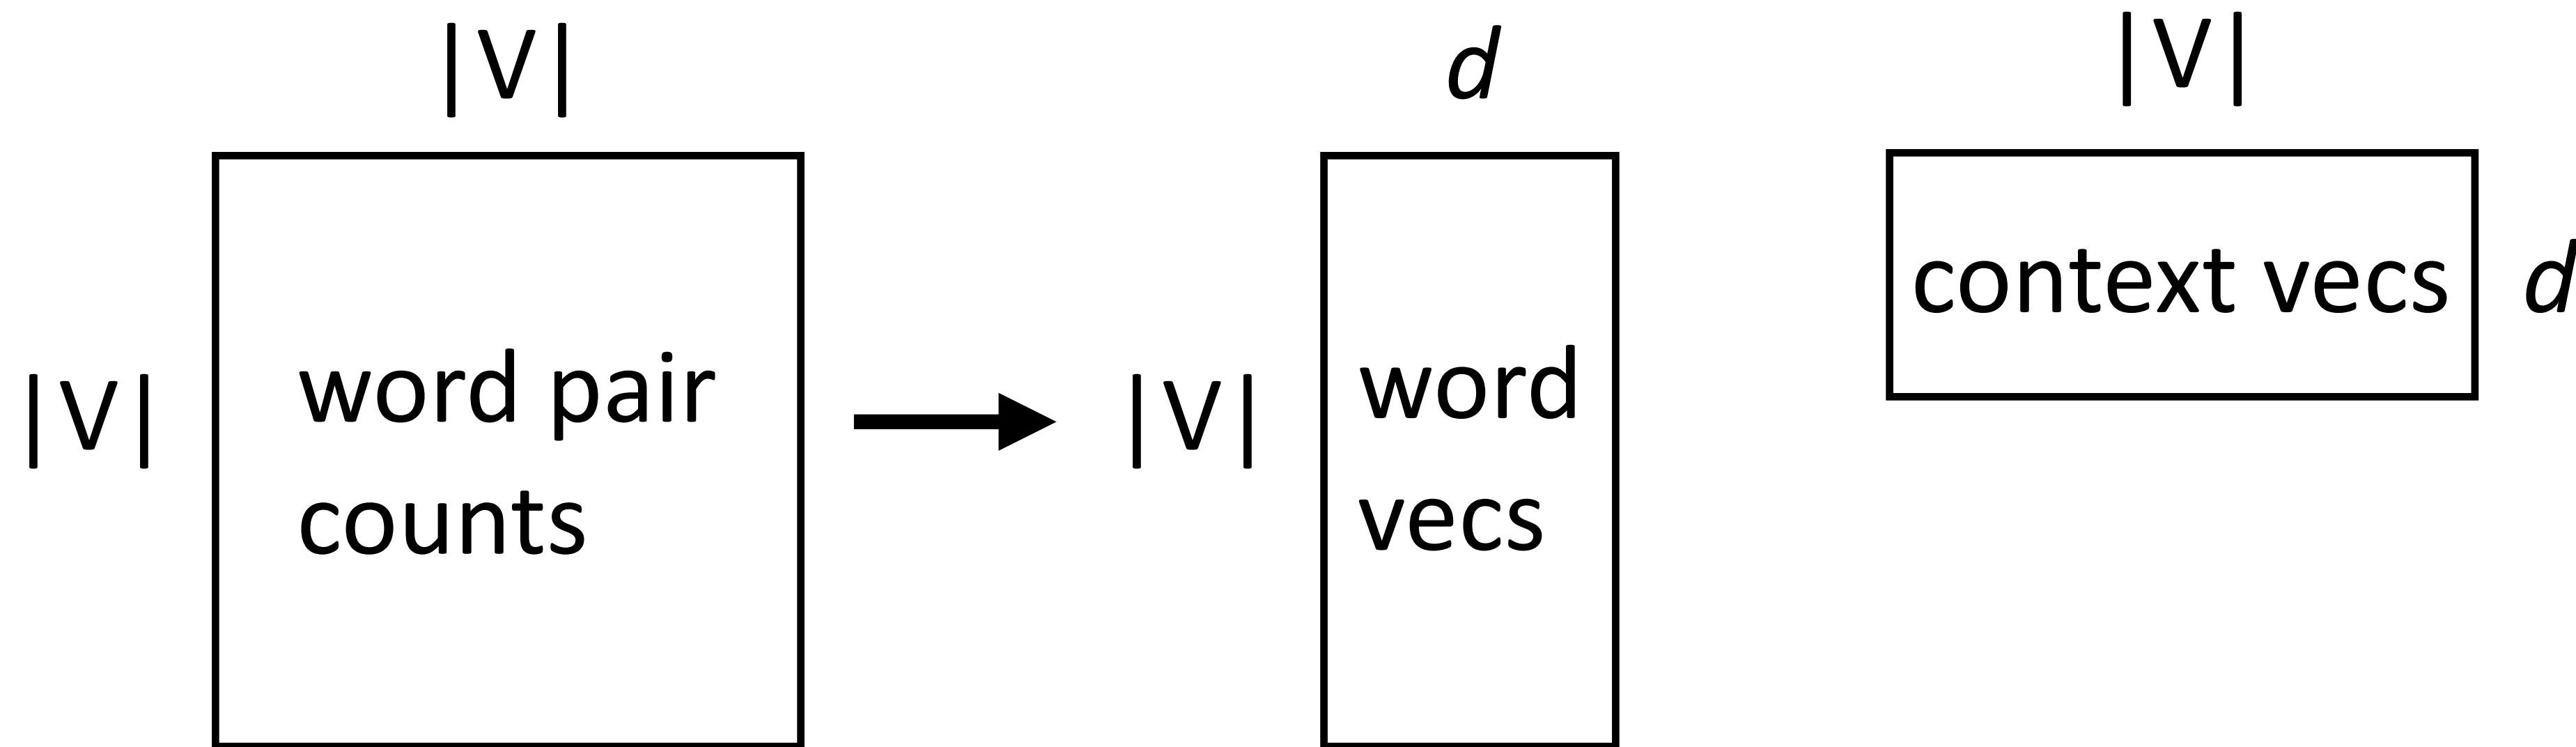 |V|
d
|V|
|V|
word pair
counts
|V|
word
vecs
context vecs
d